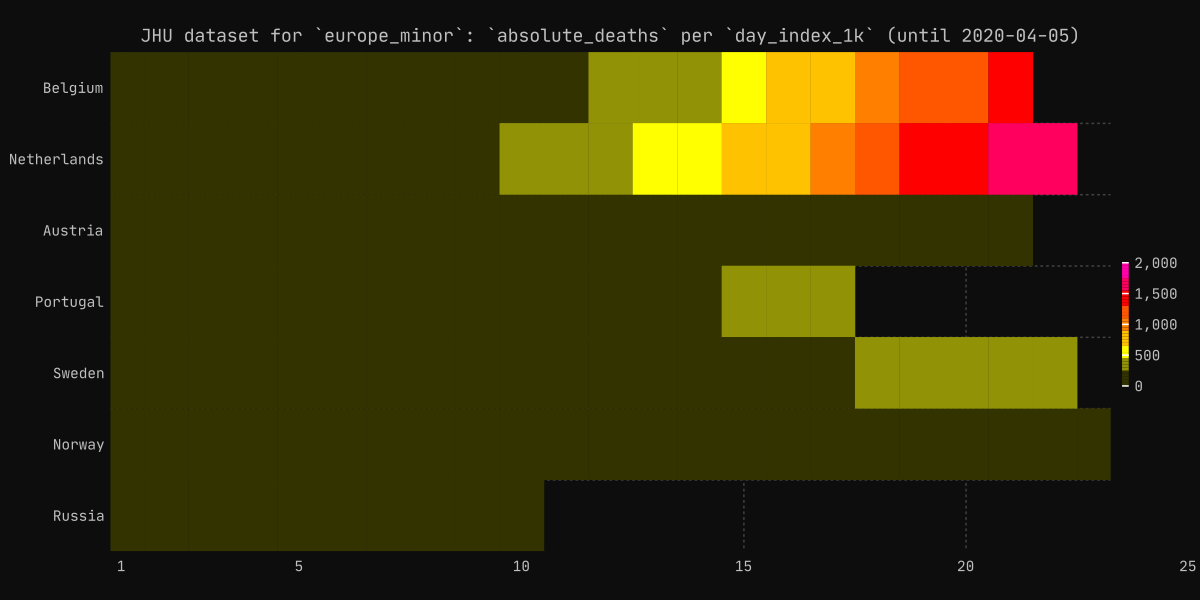 JHU dataset for `europe_minor`: `absolute_deaths` per `day_index_1k` (until 2020-04-05)
Belgium
Netherlands
Austria
Portugal
Sweden
Norway
Russia
2,000
1,500
1,000
500
0
1 5 10 15 20 25